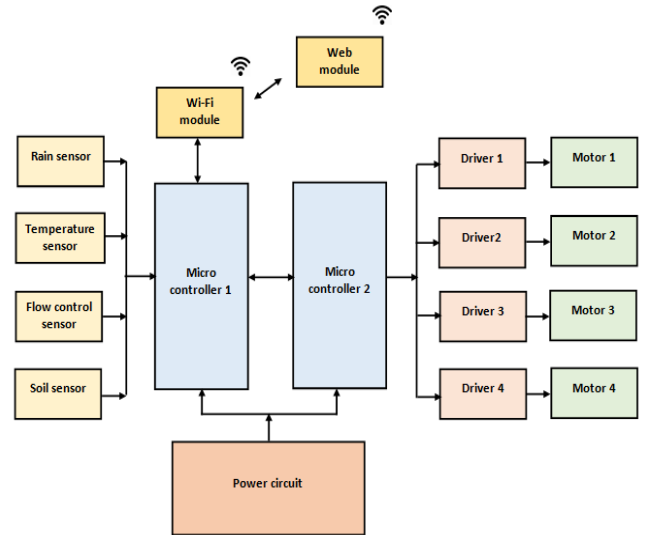 Web
module
Wi-Fi
module
Rain sensor
Temperature
sensor
Flow control
sensor
Soil sensor
Micro
controller 1
Micro
controller 2
Driver 1
Motor 1
Driver2
Motor 2
Driver 3
Motor 3
Driver 4
Motor 4
Power circuit